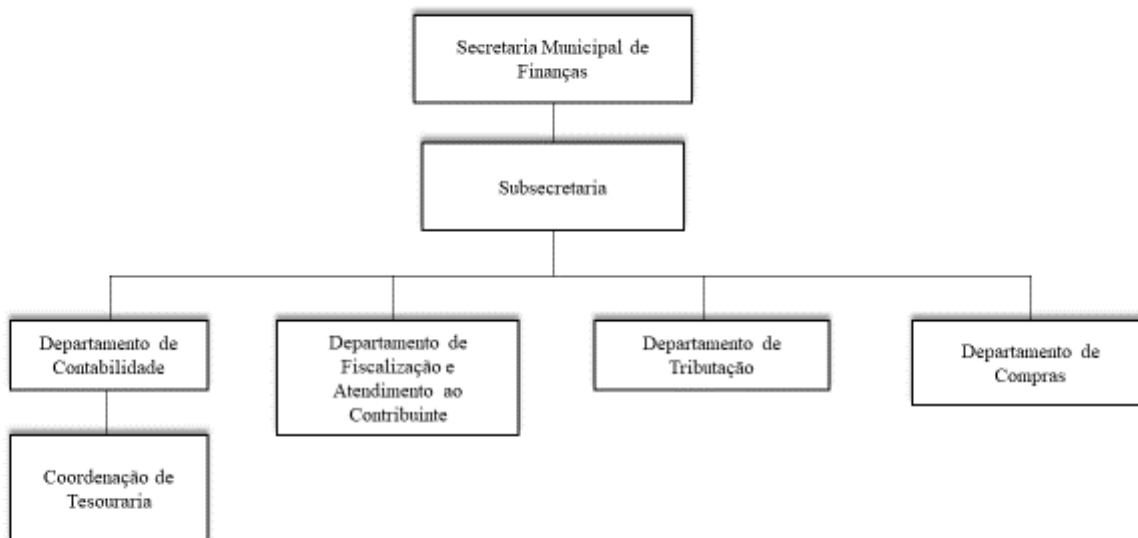 Secretaria Municipal de
Finanças
Subsecretaria
Departamento de
Contabilidade
Departamento de
Fiscalização e
Atendimento ao
Contribuinte
Departamento de
Tributação
Departamento de
Compras
Coordenação de
Tesouraria